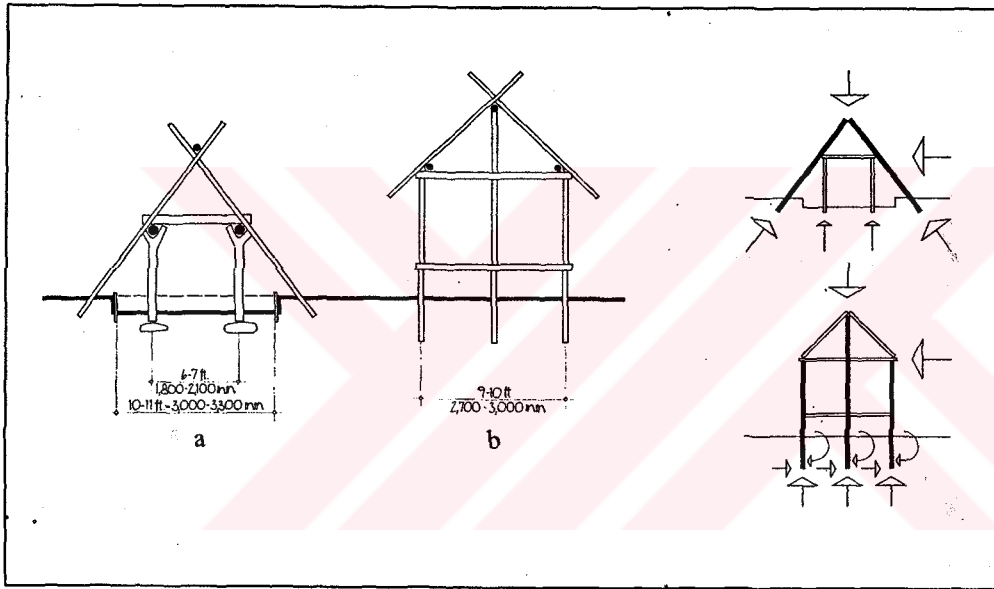 6-7 ft.
1,800-2,100 mm
10-11 ft.-3,000-3,300 mm
a
9-10 ft
2,700-3,000 mm
b